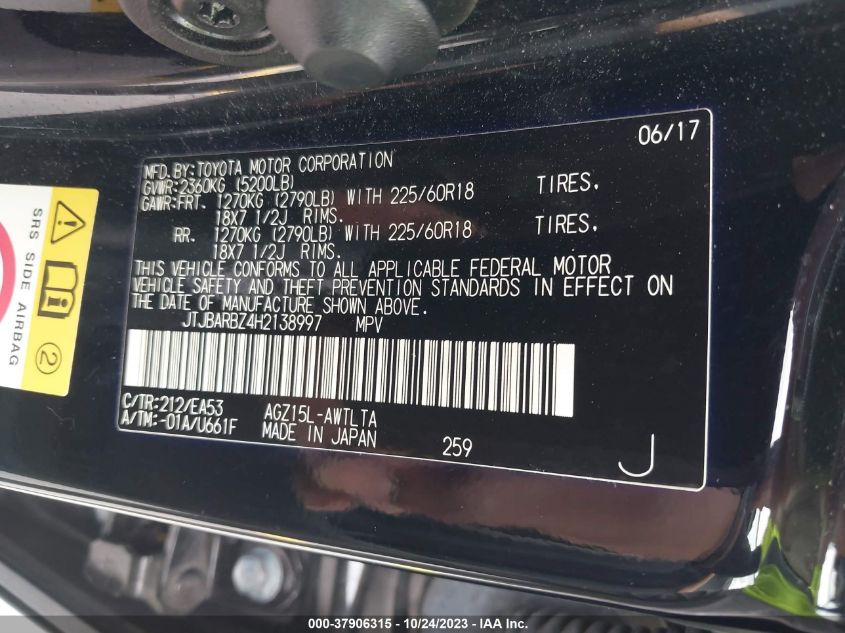 06/17
MFD.BY:TOYOTA MOTOR CORPORATION
GVWR:2360KG (5200LB)
GAWR:FRT. 1270KG (2790LB) WITH 225/60R18 TIRES,
18X7 1/2J RIMS.
RR. 1270KG (2790LB) WITH 225/60R18 TIRES,
18X7 1/2J RIMS.
THIS VEHICLE CONFORMS TO ALL APPLICABLE FEDERAL MOTOR
VEHICLE SAFETY AND THEFT PREVENTION STANDARDS IN EFFECT ON
THE DATE OF MANUFACTURE SHOWN ABOVE.
JTJBARBZ4H2138997 MPV
C/TR:212/EA53 AGZ15L-AWTLTA
A/TM:-01A/U661F MADE IN JAPAN 259 J
SRS SIDE AIRBAG
2
000-37906315 - 10/24/2023 - IAA Inc.